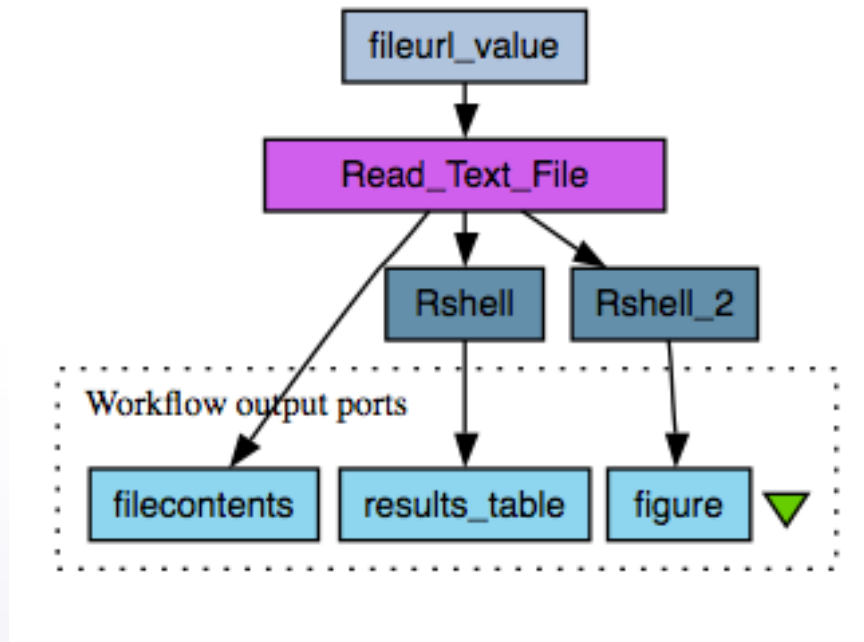 fileurl_value
Read_Text_File
Rshell
Rshell_2
Workflow output ports
filecontents
results_table
figure